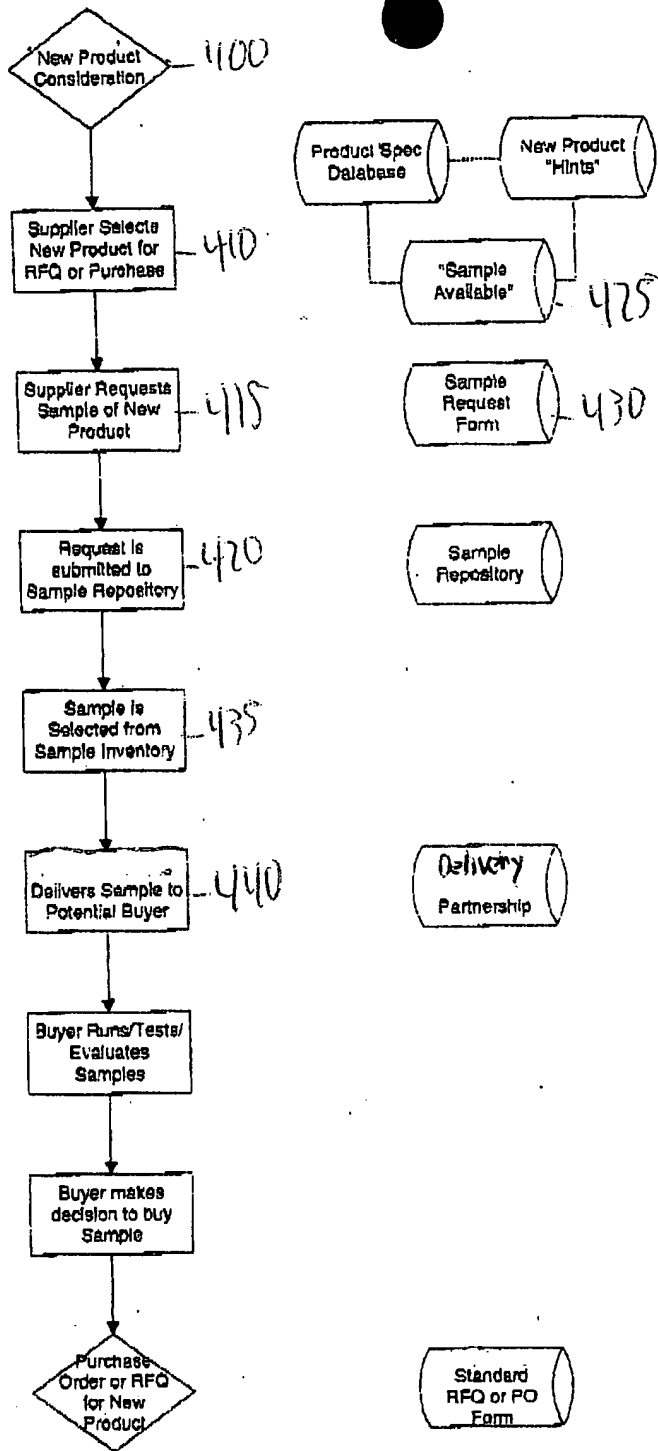 New Product
Consideration
400
Product Spec
Database
New Product
"Hints"
Supplier Selects
New Product for
RFQ or Purchase
410
"Sample
Available"
425
Supplier Requests
Sample of New
Product
415
Sample
Request
Form
430
Request is
submitted to
Sample Repository
420
Sample
Repository
Sample is
Selected from
Sample Inventory
435
Delivers Sample to
Potential Buyer
440
Delivery
Partnership
Buyer Runs/Tests/
Evaluates
Samples
Buyer makes
decision to buy
Sample
Purchase
Order or RFQ
for New
Product
Standard
RFQ or PO
Form